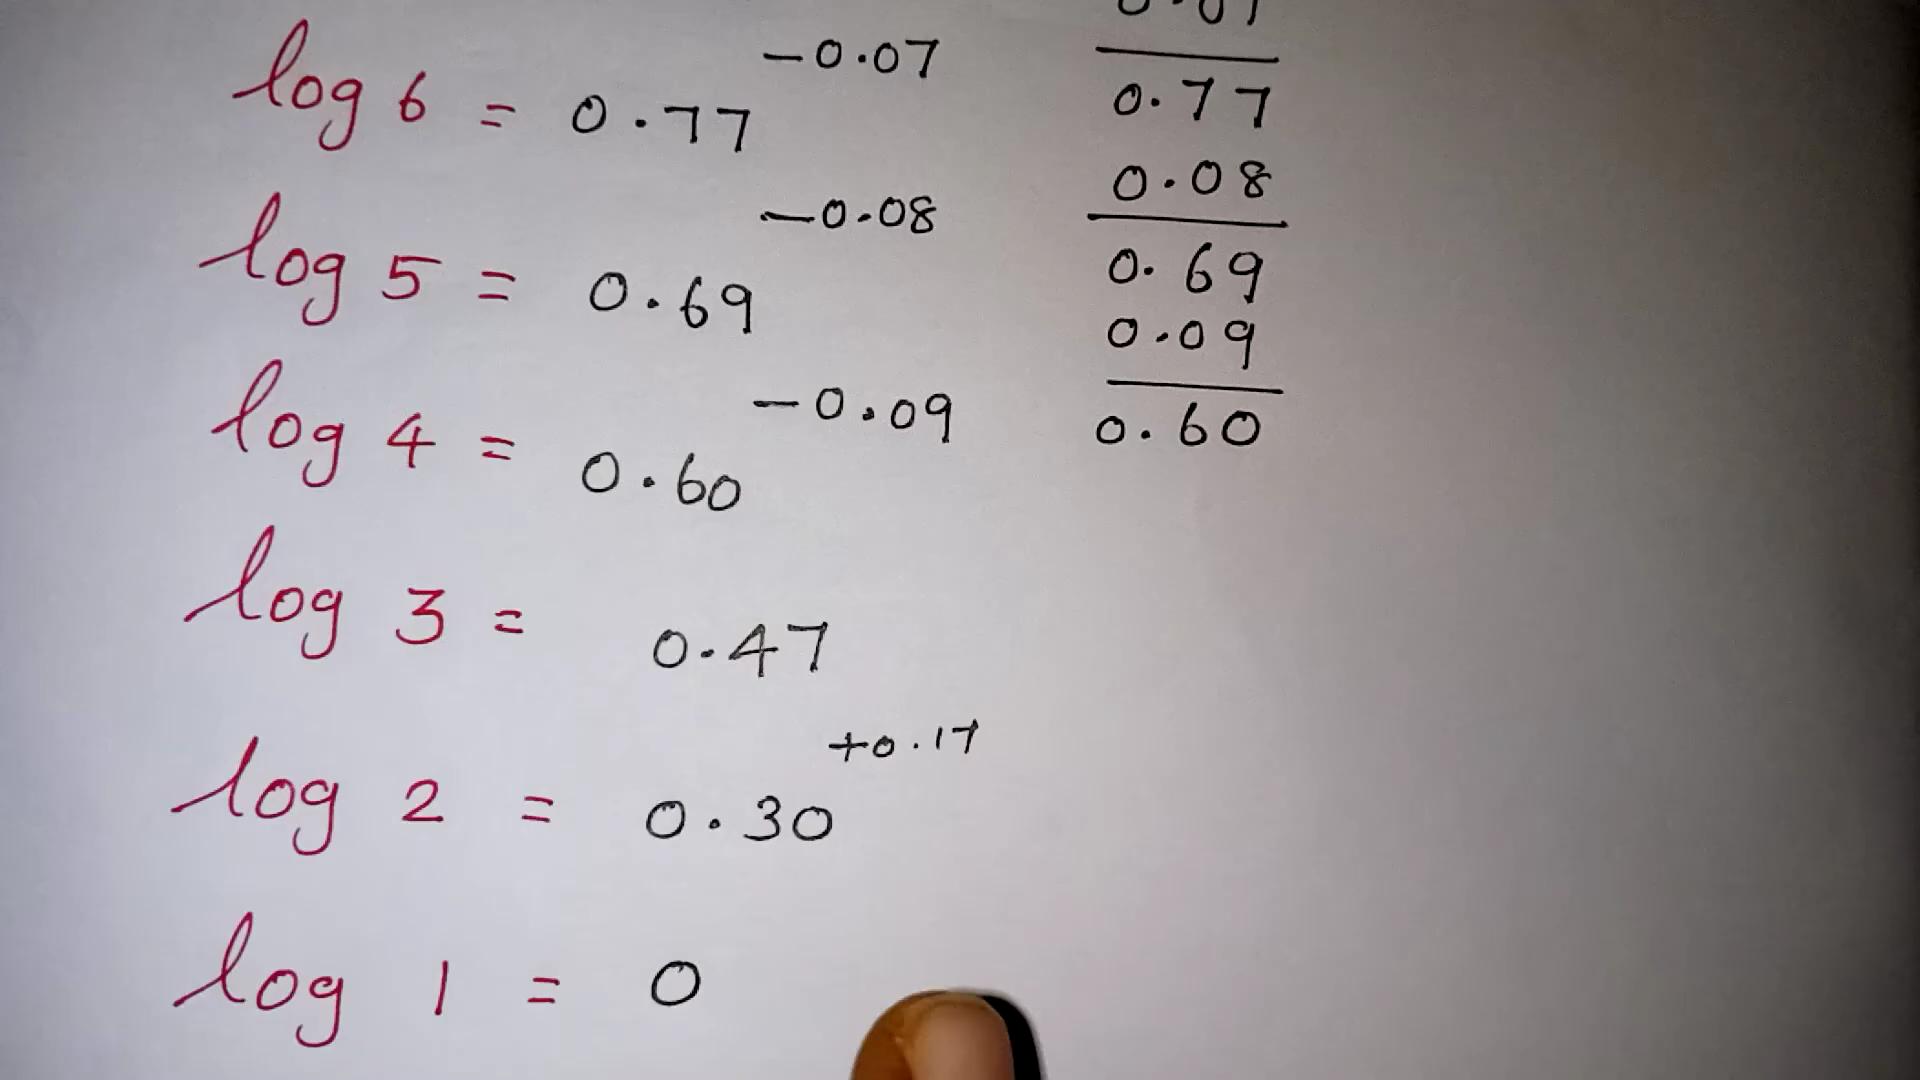 log 6 = 0.77 -0.07
log 5 = 0.69 -0.08
log 4 = 0.60 -0.09
log 3 = 0.47
log 2 = 0.30 +0.17
log 1 = 0
0.77
0.08
0.69
0.09
0.60